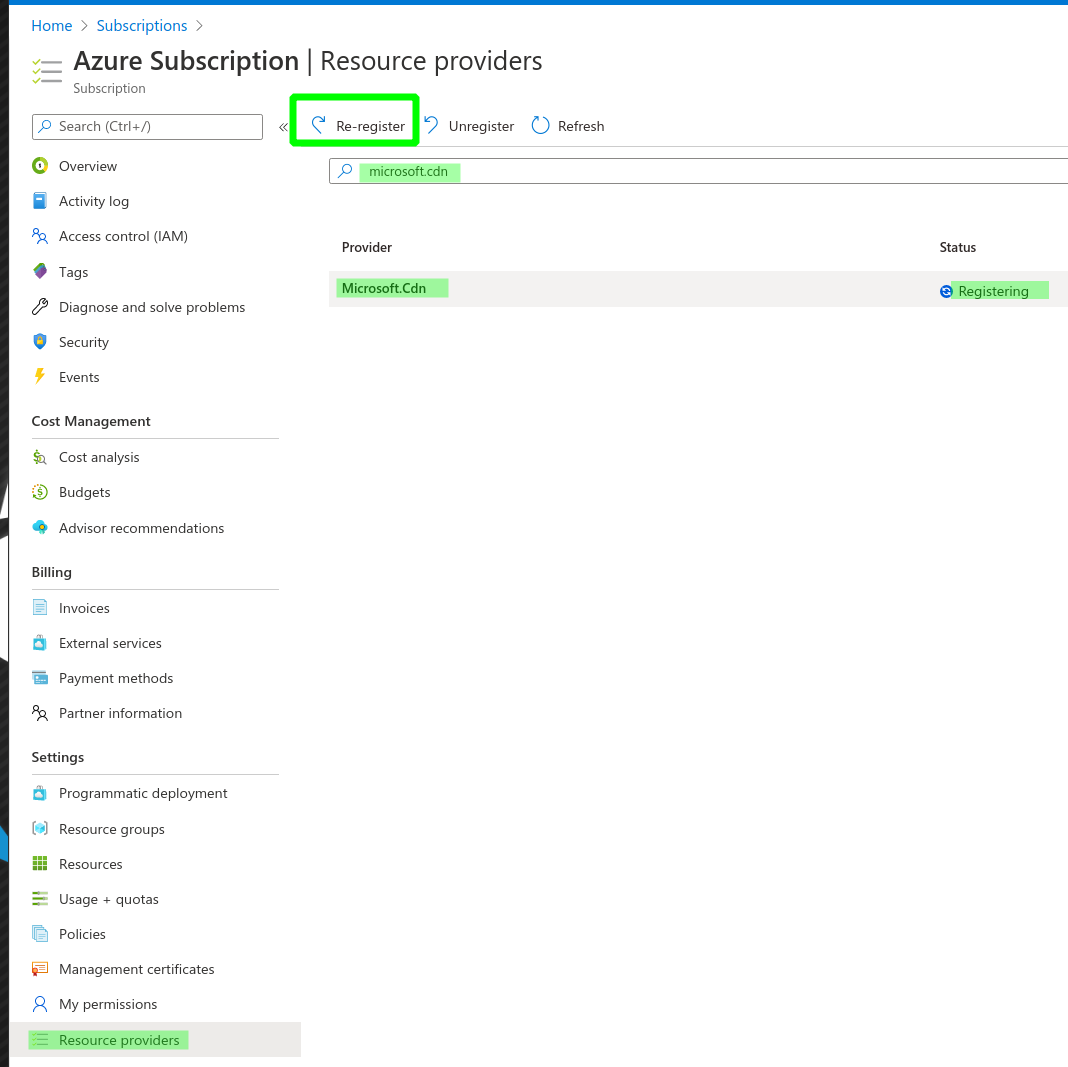 Home > Subscriptions >
Azure Subscription | Resource providers
Subscription
Search (Ctrl+/)
«
Re-register
Unregister
Refresh
Overview
Activity log
Access control (IAM)
Tags
Diagnose and solve problems
Security
Events
Cost Management
Cost analysis
Budgets
Advisor recommendations
Billing
Invoices
External services
Payment methods
Partner information
Settings
Programmatic deployment
Resource groups
Resources
Usage + quotas
Policies
Management certificates
My permissions
Resource providers
microsoft.cdn
Provider
Status
Microsoft.Cdn
Registering